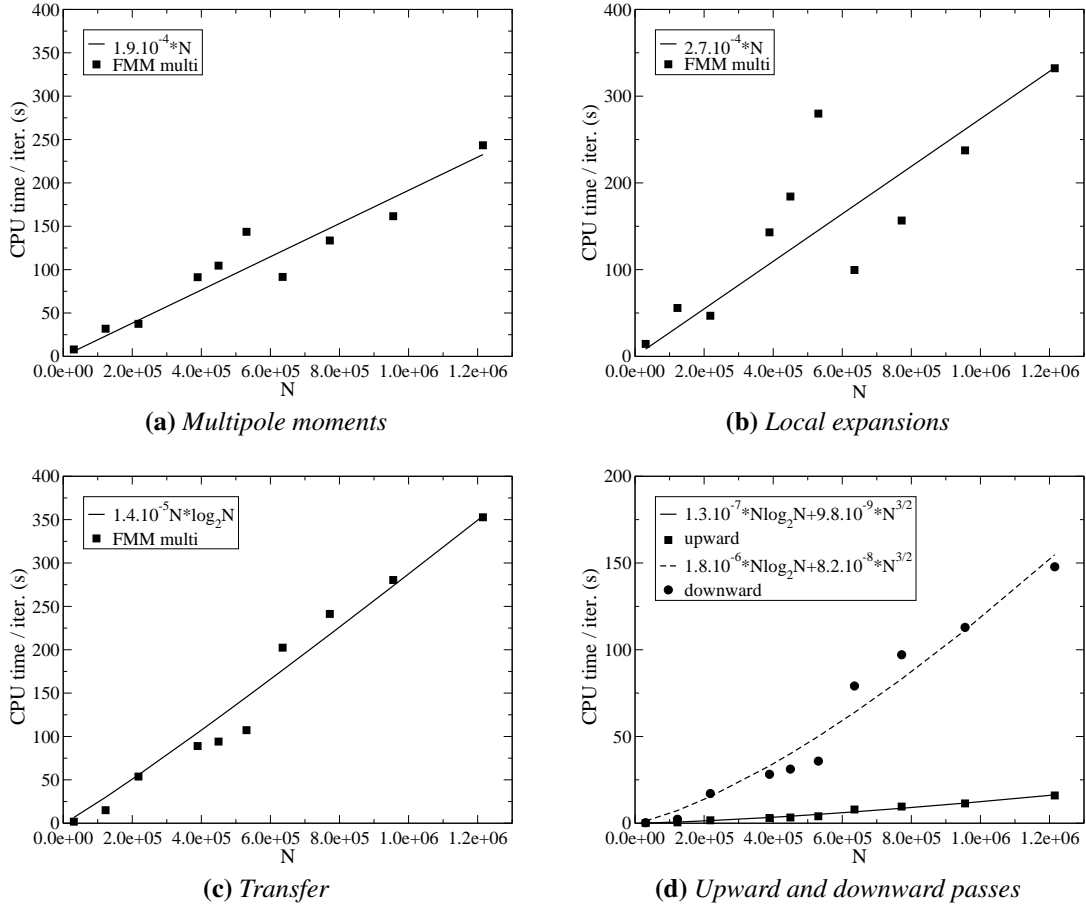 400
350
300
250
200
150
100
50
0
CPU time / iter. (s)
1.9.10^-4*N
FMM multi
0.0e+00 2.0e+05 4.0e+05 6.0e+05 8.0e+05 1.0e+06 1.2e+06
N
(a) Multipole moments
400
300
200
100
0
CPU time / iter. (s)
2.7.10^-4*N
FMM multi
0.0e+00 2.0e+05 4.0e+05 6.0e+05 8.0e+05 1.0e+06 1.2e+06
N
(b) Local expansions
400
350
300
250
200
150
100
50
0
CPU time / iter. (s)
1.4.10^-5N*log₂N
FMM multi
0.0e+00 2.0e+05 4.0e+05 6.0e+05 8.0e+05 1.0e+06 1.2e+06
N
(c) Transfer
200
150
100
50
0
CPU time / iter. (s)
1.3.10^-7*Nlog₂N+9.8.10^-9*N^3/2
upward
1.8.10^-6*Nlog₂N+8.2.10^-8*N^3/2
downward
0.0e+00 2.0e+05 4.0e+05 6.0e+05 8.0e+05 1.0e+06 1.2e+06
N
(d) Upward and downward passes